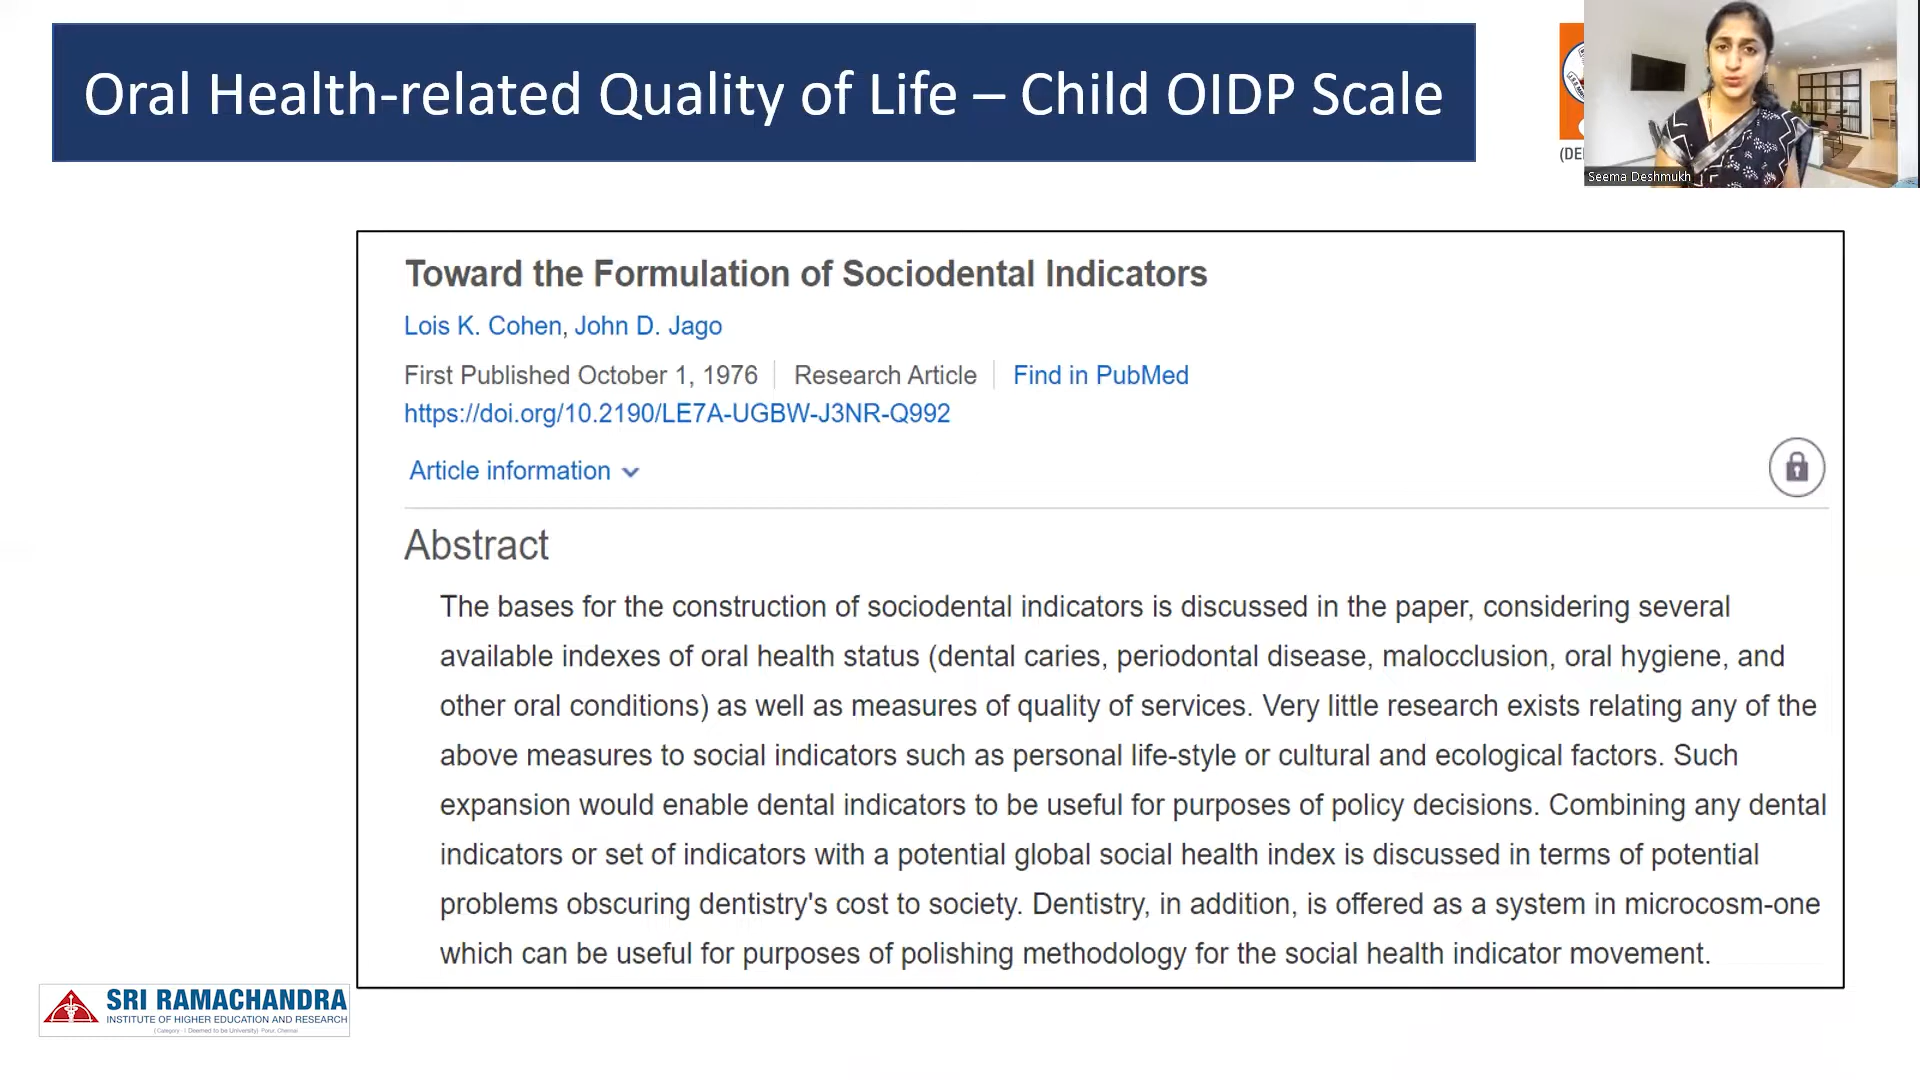 Oral Health-related Quality of Life – Child OIDP Scale
(DE
Seema Deshmukh
Toward the Formulation of Sociodental Indicators
Lois K. Cohen, John D. Jago
First Published October 1, 1976 Research Article Find in PubMed
https://doi.org/10.2190/LE7A-UGBW-J3NR-Q992
Article information
Abstract
The bases for the construction of sociodental indicators is discussed in the paper, considering several
available indexes of oral health status (dental caries, periodontal disease, malocclusion, oral hygiene, and
other oral conditions) as well as measures of quality of services. Very little research exists relating any of the
above measures to social indicators such as personal life-style or cultural and ecological factors. Such
expansion would enable dental indicators to be useful for purposes of policy decisions. Combining any dental
indicators or set of indicators with a potential global social health index is discussed in terms of potential
problems obscuring dentistry's cost to society. Dentistry, in addition, is offered as a system in microcosm-one
which can be useful for purposes of polishing methodology for the social health indicator movement.
SRI RAMACHANDRA
INSTITUTE OF HIGHER EDUCATION AND RESEARCH
(Category - I Deemed to be University) Porur, Chennai